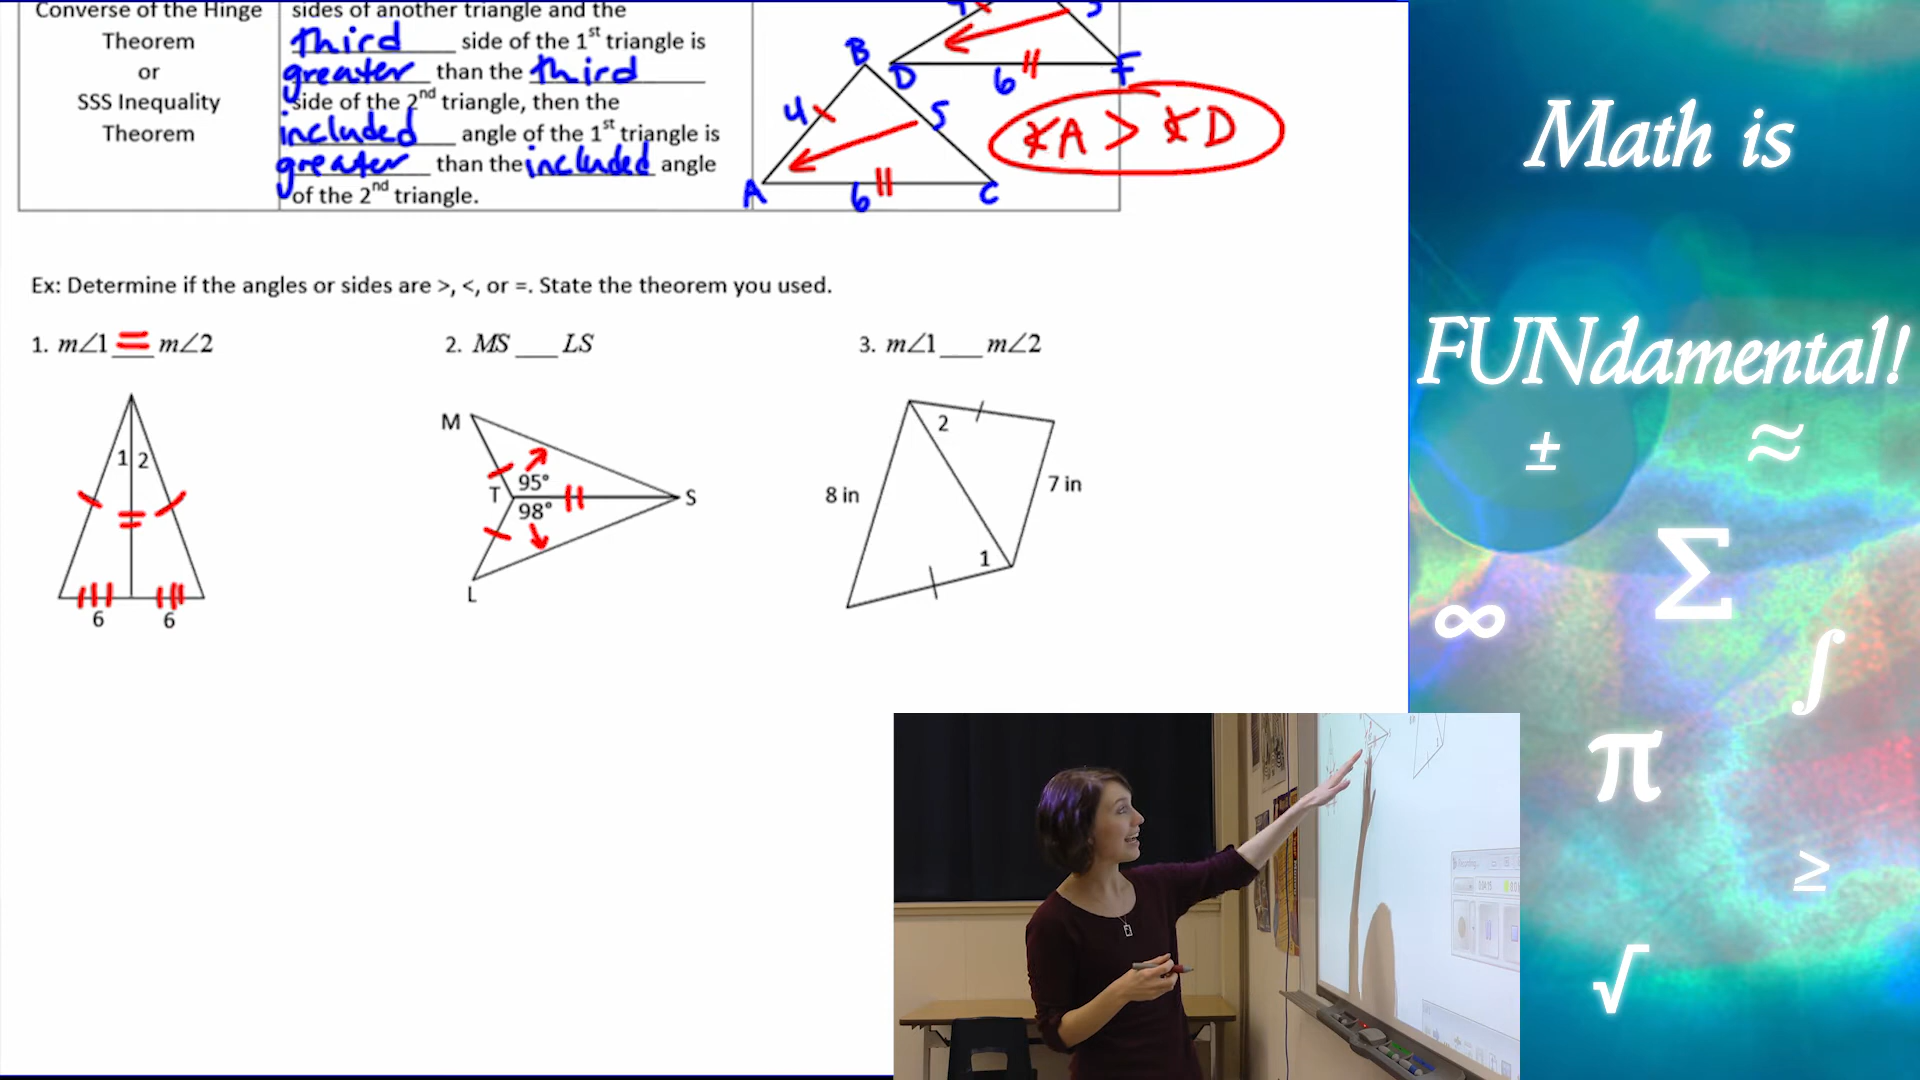 Converse of the Hinge
Theorem
or
SSS Inequality
Theorem
sides of another triangle and the
third side of the 1st triangle is
greater than the third
side of the 2nd triangle, then the
included angle of the 1st triangle is
greater than the included angle
of the 2nd triangle.
4 5
B D 6 F
4 5
∡A > ∡D
A 6 C
Ex: Determine if the angles or sides are >, <, or =. State the theorem you used.
1. m∠1 = m∠2
2. MS ___ LS
3. m∠1 ___ m∠2
1 2
6 6
M
95°
T S
98°
L
2
8 in 7 in
1
Math is
FUNdamental!
± ≈
∑
∞
∫
π
≥
√